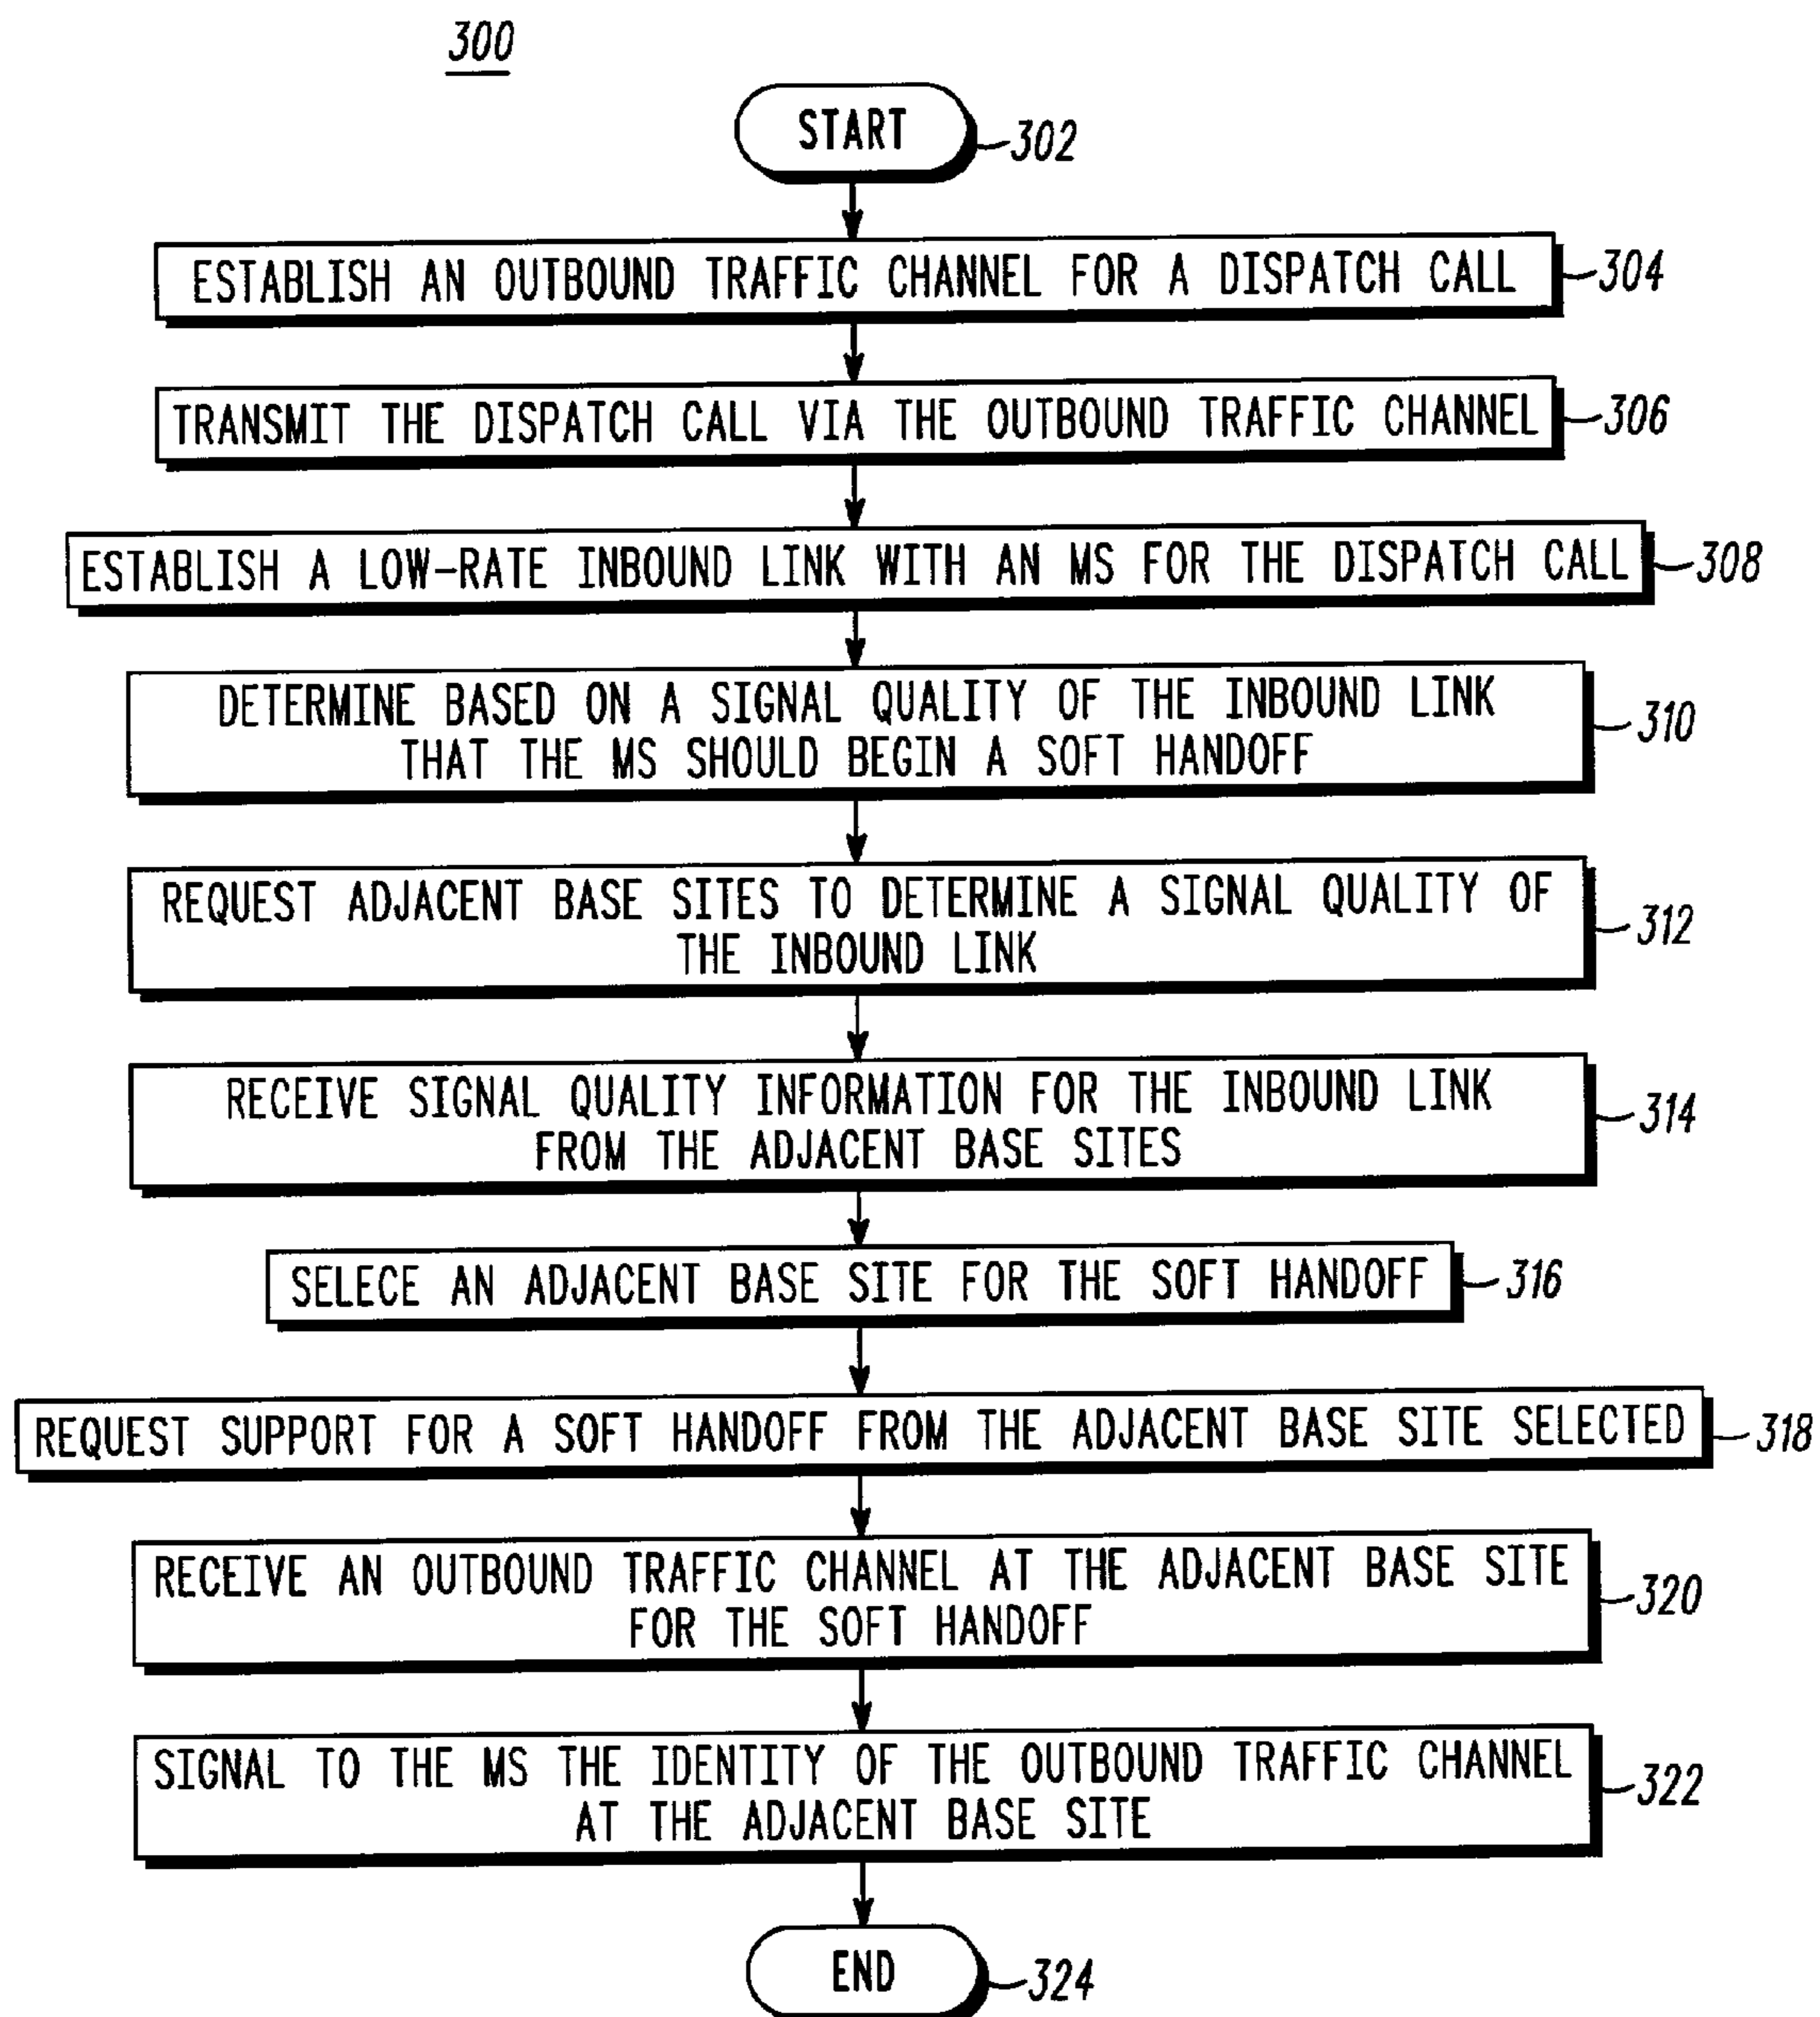 300
START
302
ESTABLISH AN OUTBOUND TRAFFIC CHANNEL FOR A DISPATCH CALL
304
TRANSMIT THE DISPATCH CALL VIA THE OUTBOUND TRAFFIC CHANNEL
306
ESTABLISH A LOW-RATE INBOUND LINK WITH AN MS FOR THE DISPATCH CALL
308
DETERMINE BASED ON A SIGNAL QUALITY OF THE INBOUND LINK
THAT THE MS SHOULD BEGIN A SOFT HANDOFF
310
REQUEST ADJACENT BASE SITES TO DETERMINE A SIGNAL QUALITY OF
THE INBOUND LINK
312
RECEIVE SIGNAL QUALITY INFORMATION FOR THE INBOUND LINK
FROM THE ADJACENT BASE SITES
314
SELECE AN ADJACENT BASE SITE FOR THE SOFT HANDOFF
316
REQUEST SUPPORT FOR A SOFT HANDOFF FROM THE ADJACENT BASE SITE SELECTED
318
RECEIVE AN OUTBOUND TRAFFIC CHANNEL AT THE ADJACENT BASE SITE
FOR THE SOFT HANDOFF
320
SIGNAL TO THE MS THE IDENTITY OF THE OUTBOUND TRAFFIC CHANNEL
AT THE ADJACENT BASE SITE
322
END
324